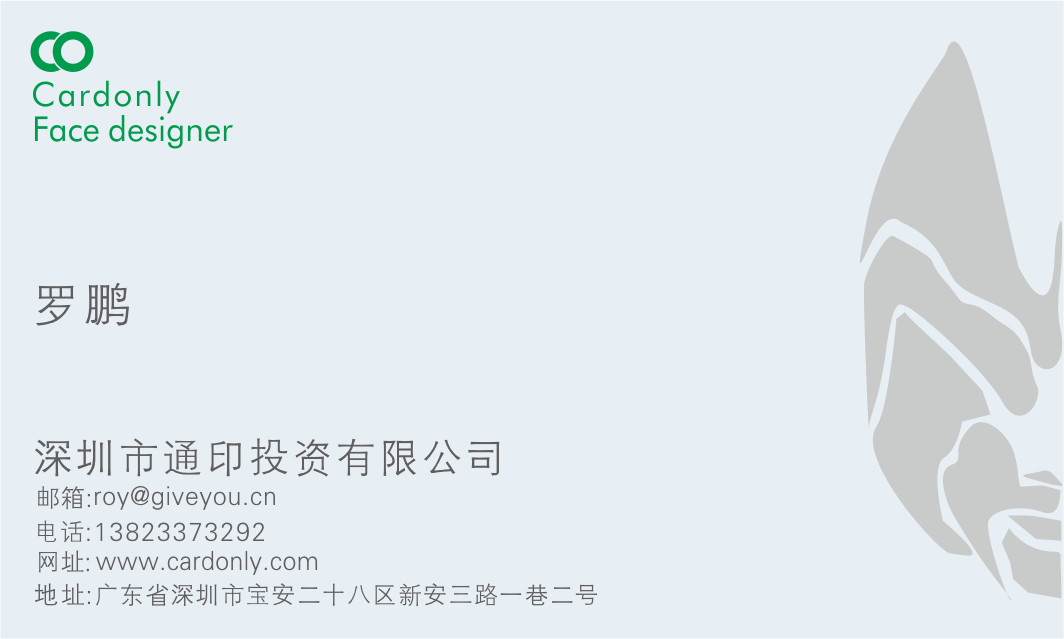 Cardonly
Face designer
罗鹏
深圳市通印投资有限公司
邮箱:roy@giveyou.cn
电话:13823373292
网址: www.cardonly.com
地址:广东省深圳市宝安二十八区新安三路一巷二号